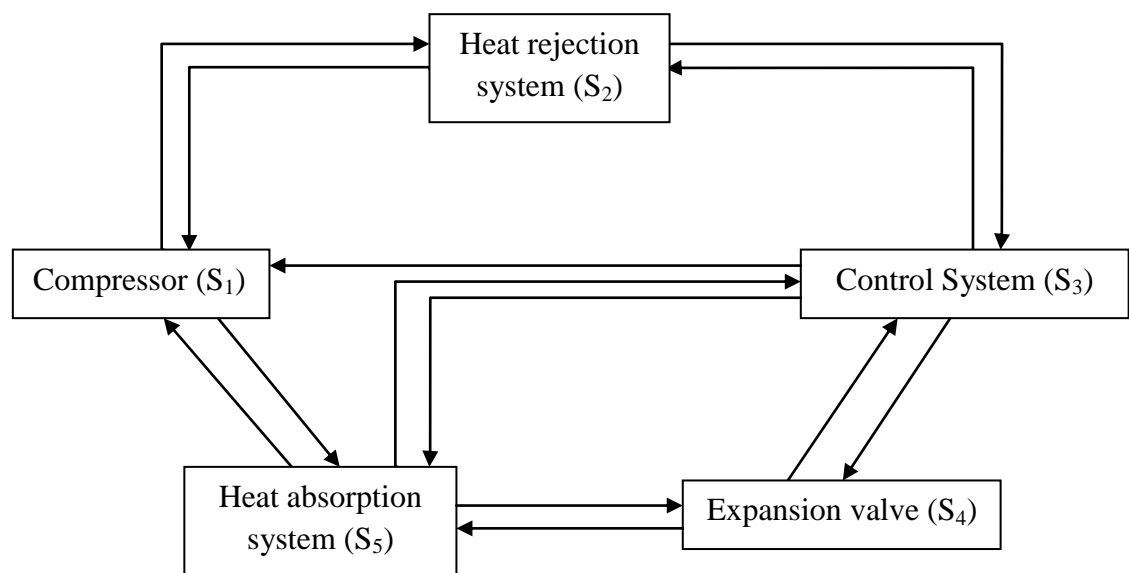 Heat rejection
system (S₂)
Compressor (S₁)
Control System (S₃)
Heat absorption
system (S₅)
Expansion valve (S₄)